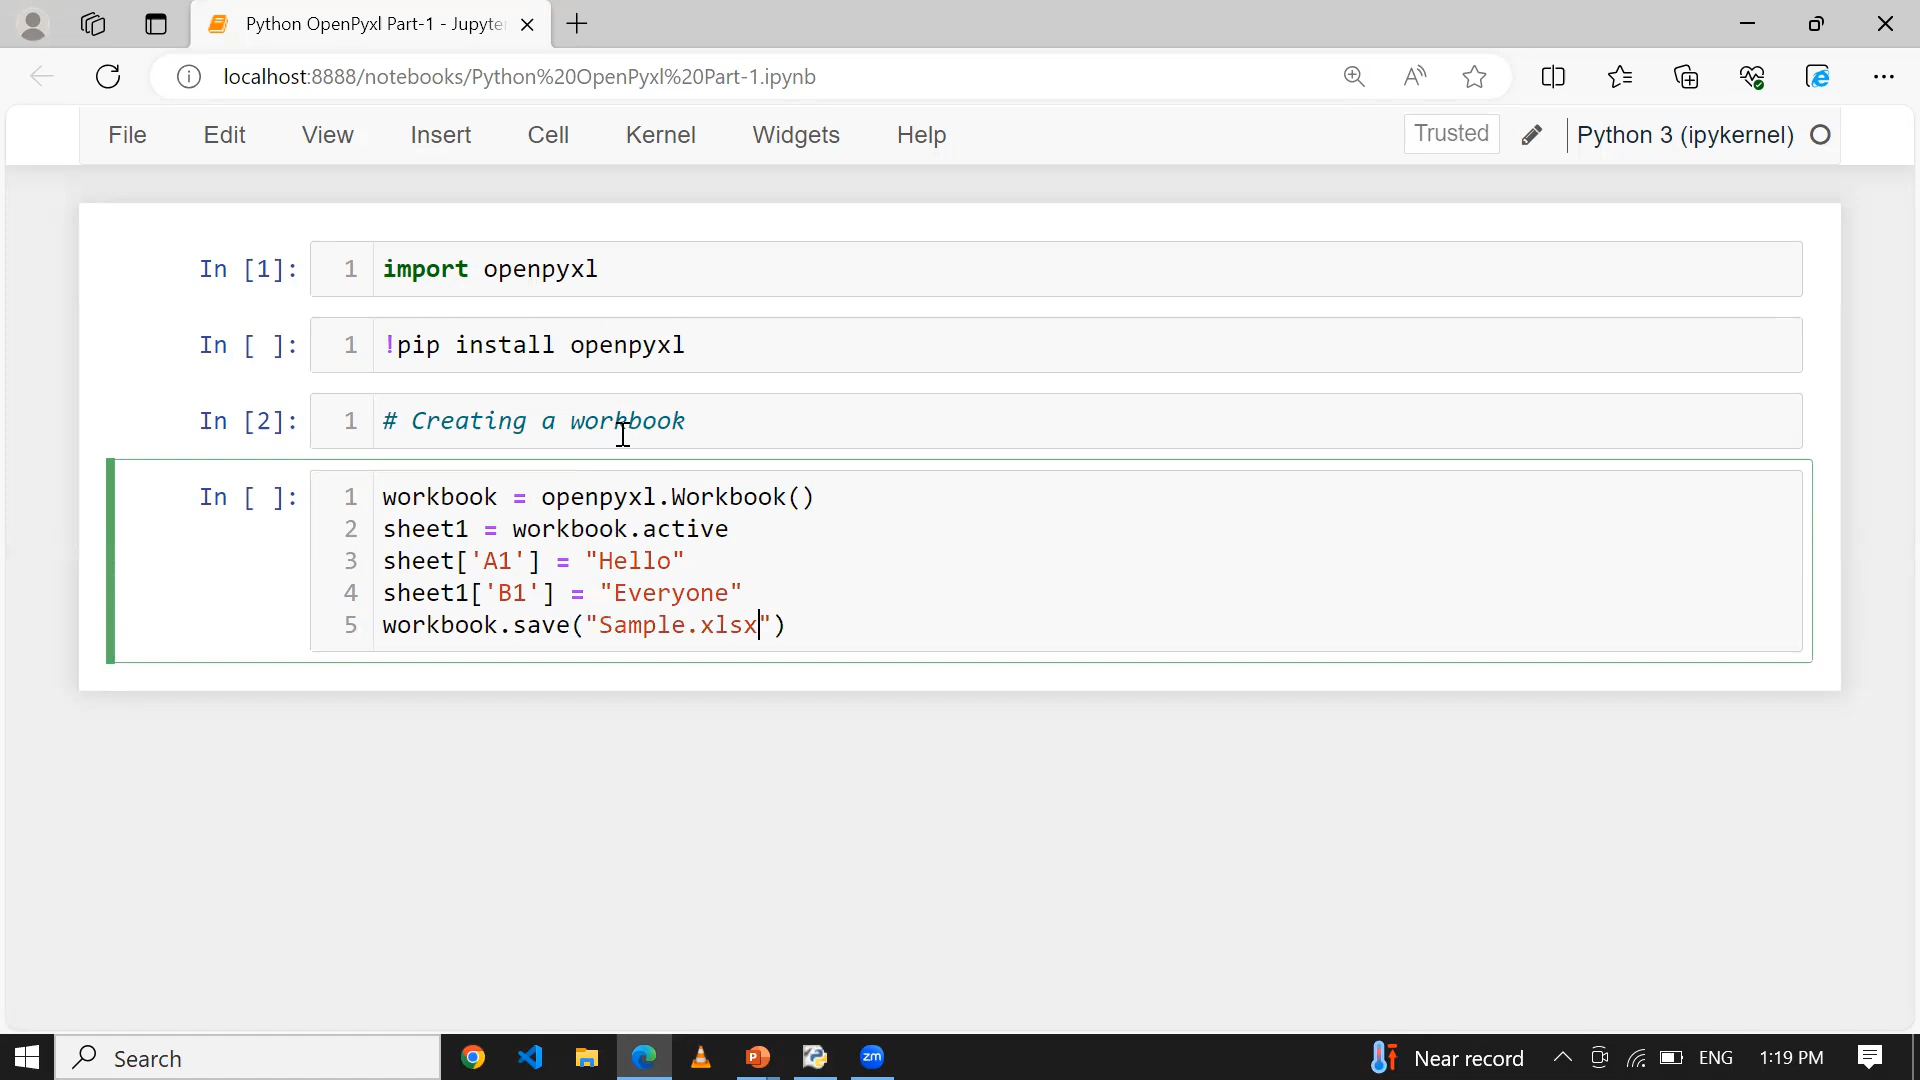 Python OpenPyxl Part-1 - Jupyte
localhost:8888/notebooks/Python%20OpenPyxl%20Part-1.ipynb
File Edit View Insert Cell Kernel Widgets Help Trusted Python 3 (ipykernel)
In [1]: 1 import openpyxl
In [ ]: 1 !pip install openpyxl
In [2]: 1 # Creating a workbook
In [ ]: 1 workbook = openpyxl.Workbook()
2 sheet1 = workbook.active
3 sheet['A1'] = "Hello"
4 sheet1['B1'] = "Everyone"
5 workbook.save("Sample.xlsx")
Search zm Near record ENG 1:19 PM